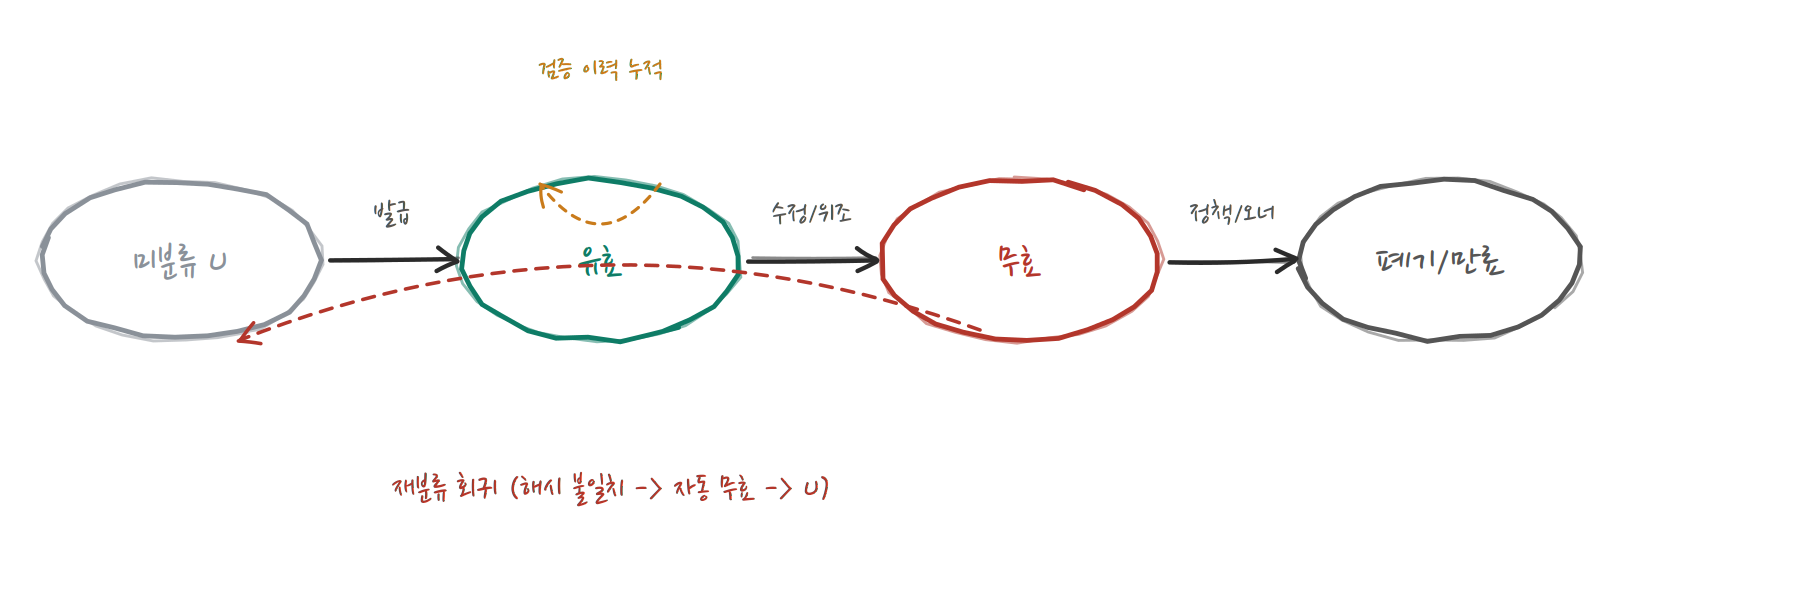 검증 이력 누적
발급
수정/위조
정책/오너
미분류 U
유효
무효
폐기/만료
재분류 회귀 (해시 불일치 -> 자동 무효 -> U)